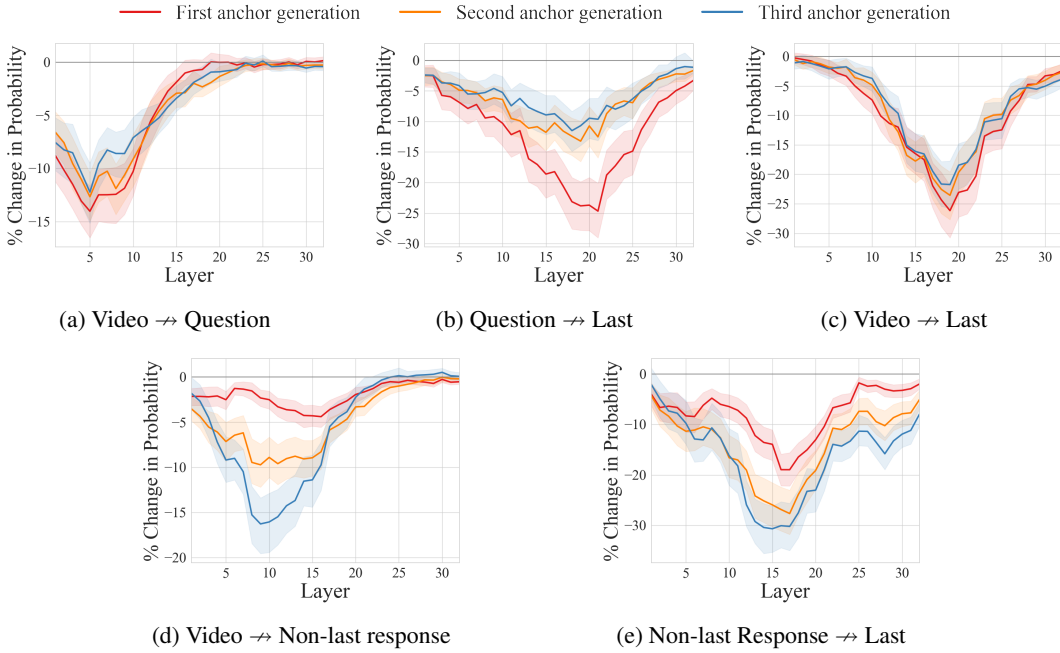 First anchor generation Second anchor generation Third anchor generation
% Change in Probability
0
−5
−10
−15
5 10 15 20 25 30
Layer
(a) Video ↛ Question
% Change in Probability
0
−5
−10
−15
−20
−25
−30
5 10 15 20 25 30
Layer
(b) Question ↛ Last
% Change in Probability
0
−5
−10
−15
−20
−25
−30
5 10 15 20 25 30
Layer
(c) Video ↛ Last
% Change in Probability
0
−5
−10
−15
−20
5 10 15 20 25 30
Layer
(d) Video ↛ Non-last response
% Change in Probability
0
−10
−20
−30
5 10 15 20 25 30
Layer
(e) Non-last Response ↛ Last